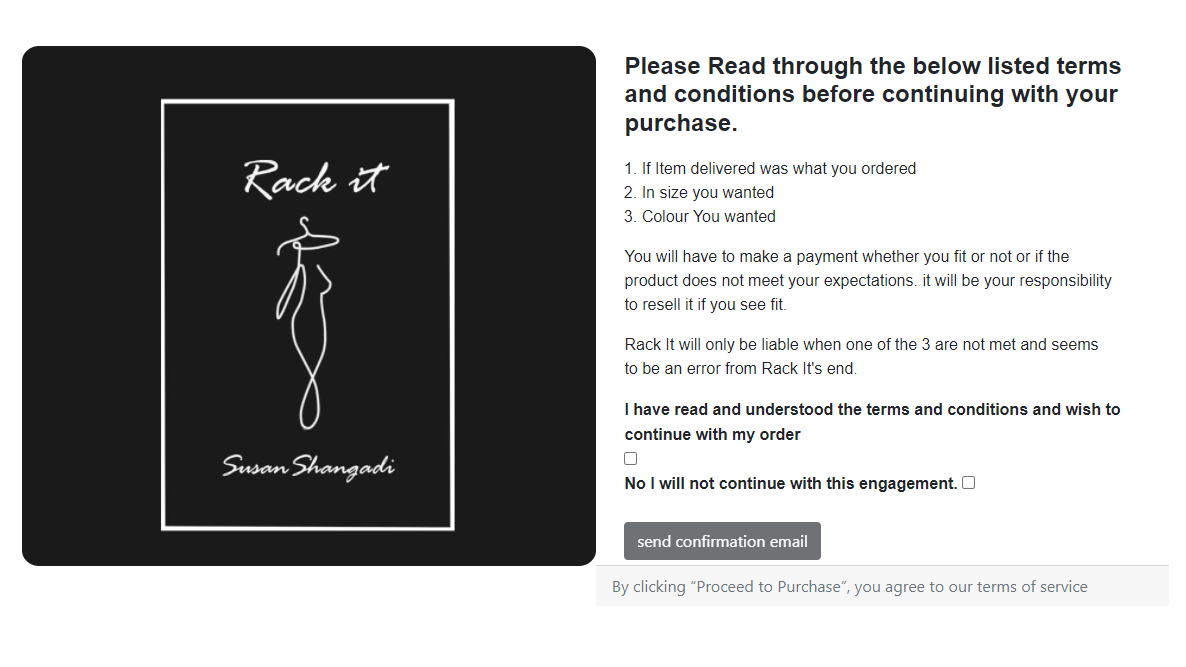 Rack it
Susan Shangadi
Please Read through the below listed terms
and conditions before continuing with your
purchase.
1. If Item delivered was what you ordered
2. In size you wanted
3. Colour You wanted
You will have to make a payment whether you fit or not or if the
product does not meet your expectations. it will be your responsibility
to resell it if you see fit.
Rack It will only be liable when one of the 3 are not met and seems
to be an error from Rack It's end.
I have read and understood the terms and conditions and wish to
continue with my order
No I will not continue with this engagement.
send confirmation email
By clicking “Proceed to Purchase”, you agree to our terms of service